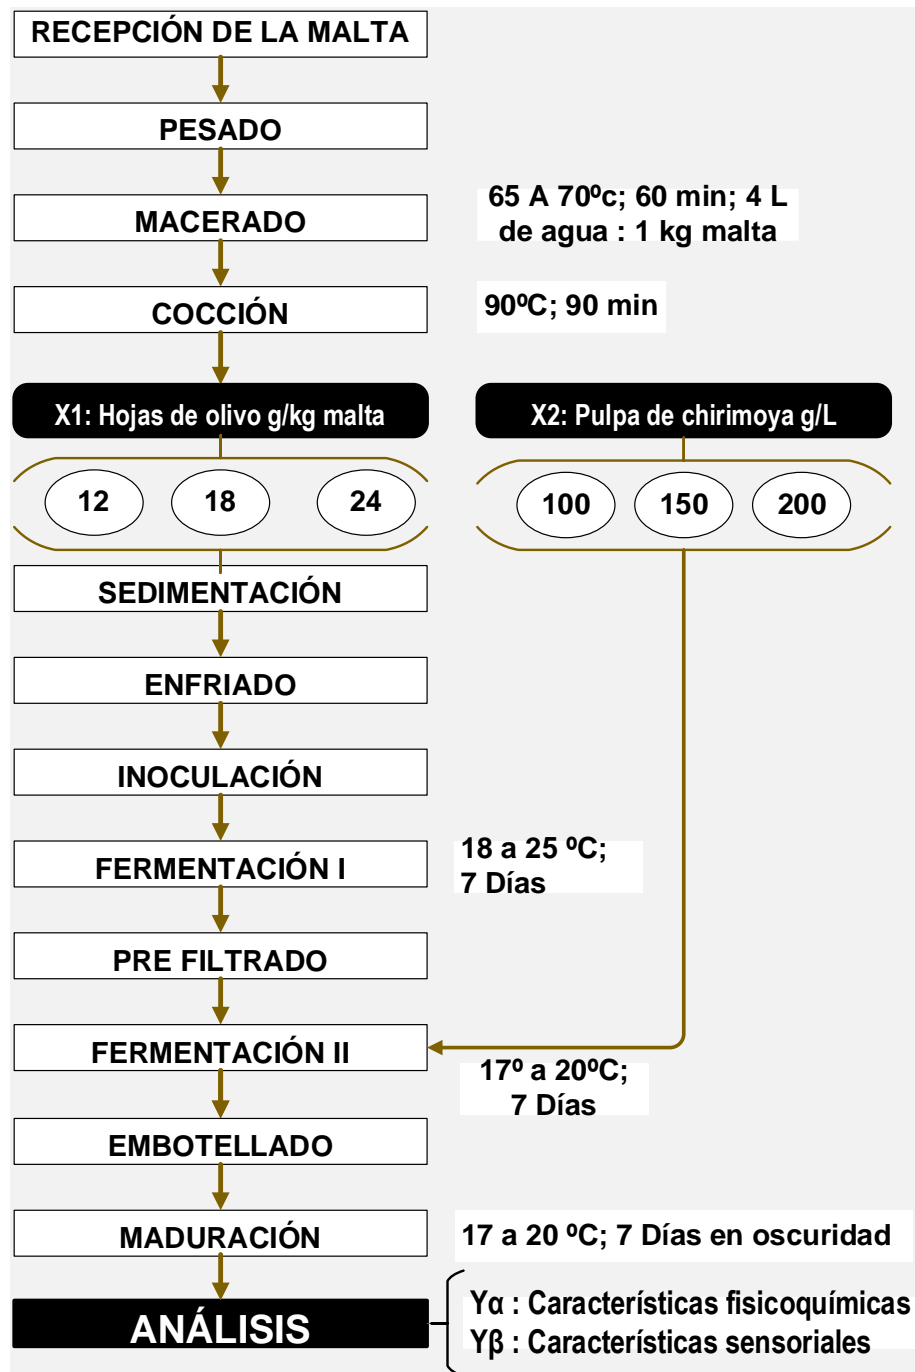 RECEPCIÓN DE LA MALTA
PESADO
MACERADO
65 A 70ºc; 60 min; 4 L
de agua : 1 kg malta
COCCIÓN
90ºC; 90 min
X1: Hojas de olivo g/kg malta
X2: Pulpa de chirimoya g/L
12 18 24
100 150 200
SEDIMENTACIÓN
ENFRIADO
INOCULACIÓN
FERMENTACIÓN I
18 a 25 ºC;
7 Días
PRE FILTRADO
FERMENTACIÓN II
17º a 20ºC;
7 Días
EMBOTELLADO
MADURACIÓN
17 a 20 ºC; 7 Días en oscuridad
ANÁLISIS
Yα : Características fisicoquímicas
Yβ : Características sensoriales